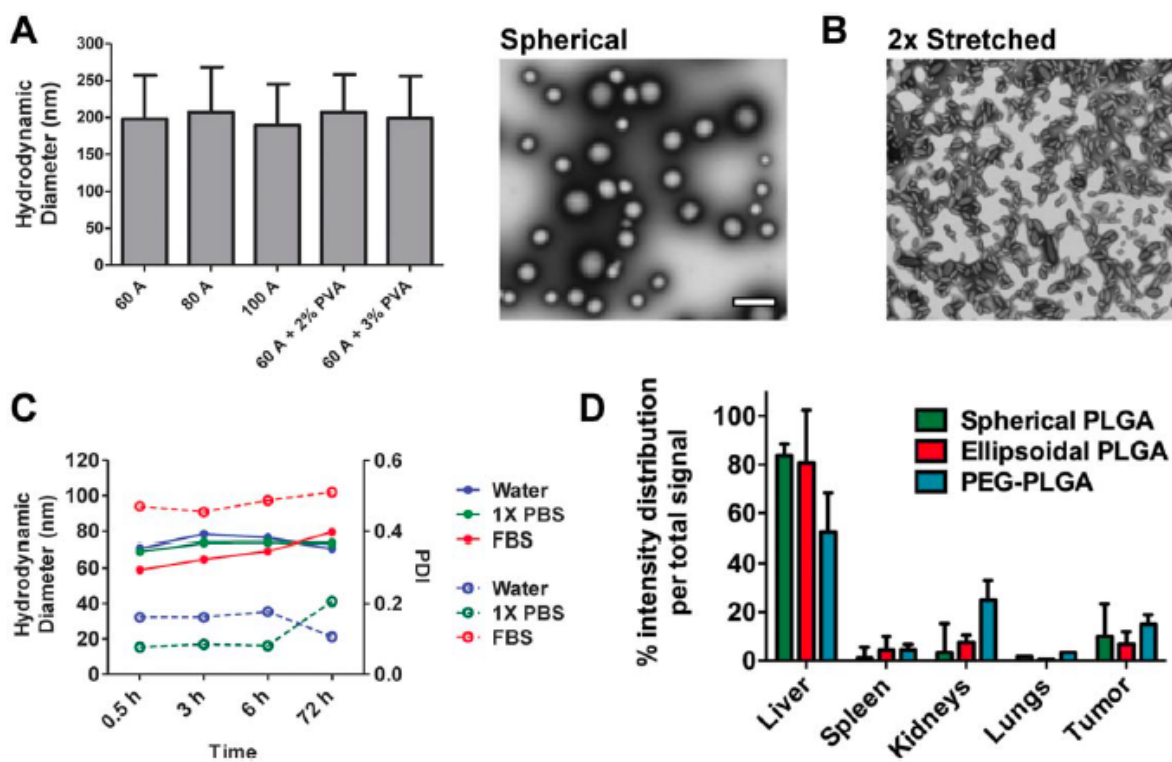 A
Hydrodynamic
Diameter (nm)
300
250
200
150
100
50
0
60 A
80 A
100 A
60 A + 2% PVA
60 A + 3% PVA
Spherical
B
2x Stretched
C
Hydrodynamic
Diameter (nm)
120
100
80
60
40
20
0
0.6
0.4
0.2
0.0
PDI
0.5 h
3 h
6 h
72 h
Time
Water
1X PBS
FBS
Water
1X PBS
FBS
D
% intensity distribution
per total signal
100
80
60
40
20
0
Spherical PLGA
Ellipsoidal PLGA
PEG-PLGA
Liver
Spleen
Kidneys
Lungs
Tumor